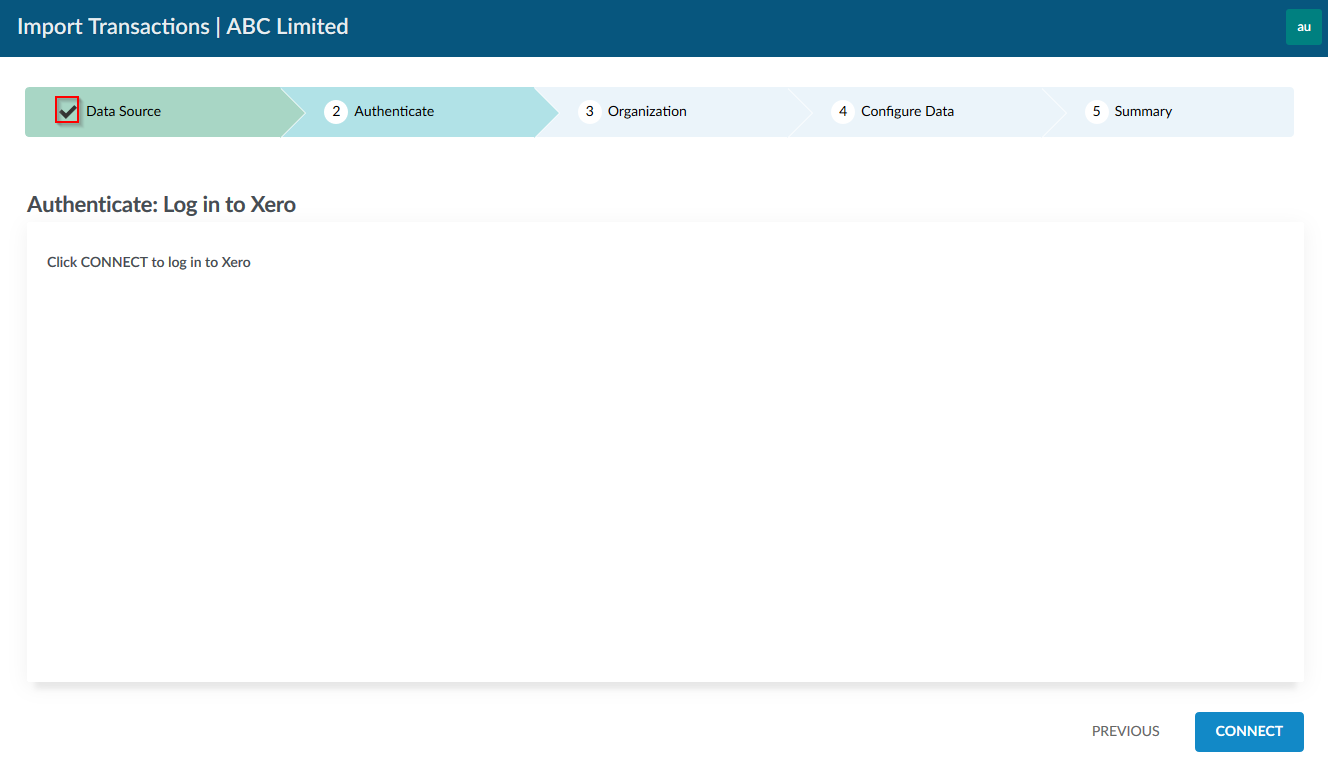 Import Transactions | ABC Limited
au
Data Source
2 Authenticate
3 Organization
4 Configure Data
5 Summary
Authenticate: Log in to Xero
Click CONNECT to log in to Xero
PREVIOUS
CONNECT